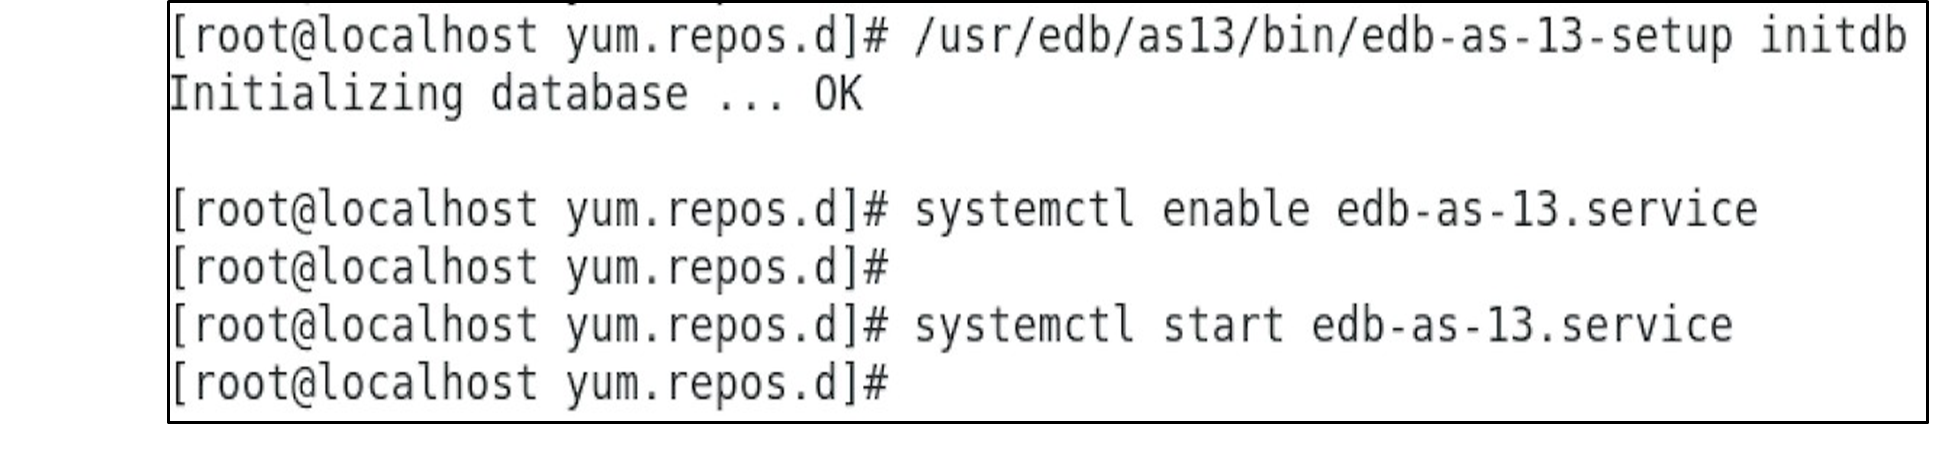 [root@localhost yum.repos.d]# /usr/edb/as13/bin/edb-as-13-setup initdb
Initializing database ... OK
[root@localhost yum.repos.d]# systemctl enable edb-as-13.service
[root@localhost yum.repos.d]#
[root@localhost yum.repos.d]# systemctl start edb-as-13.service
[root@localhost yum.repos.d]#